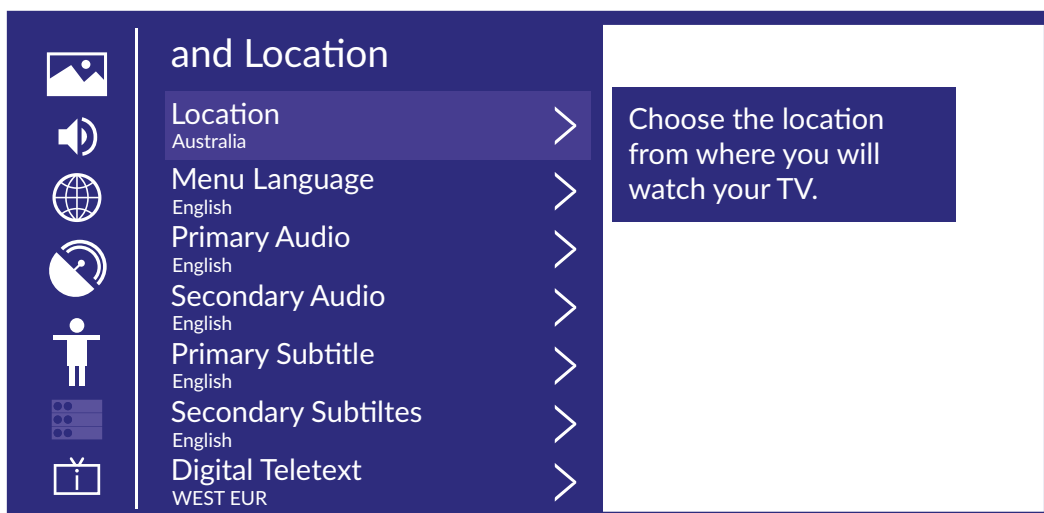 and Location
Location
Australia
Menu Language
English
Primary Audio
English
Secondary Audio
English
Primary Subtitle
English
Secondary Subtiltes
English
Digital Teletext
WEST EUR
Choose the location
from where you will
watch your TV.
i